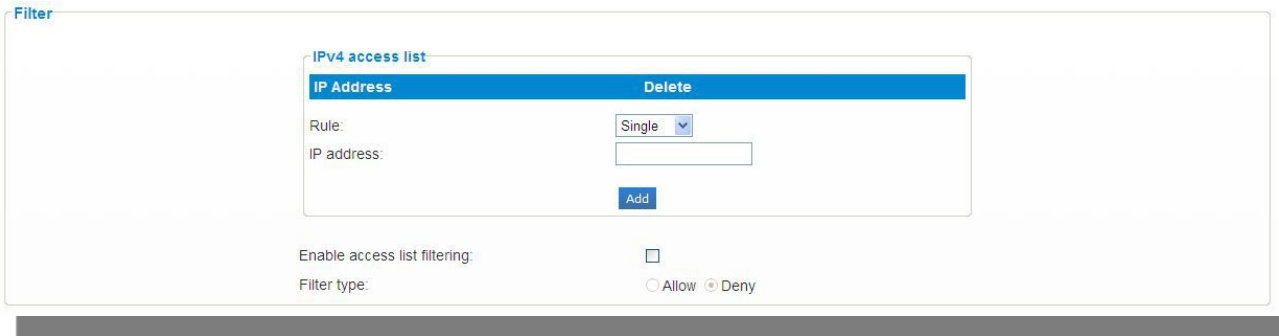 Filter
IPv4 access list
IP Address Delete
Rule: Single
IP address:
Add
Enable access list filtering:
Filter type: Allow Deny